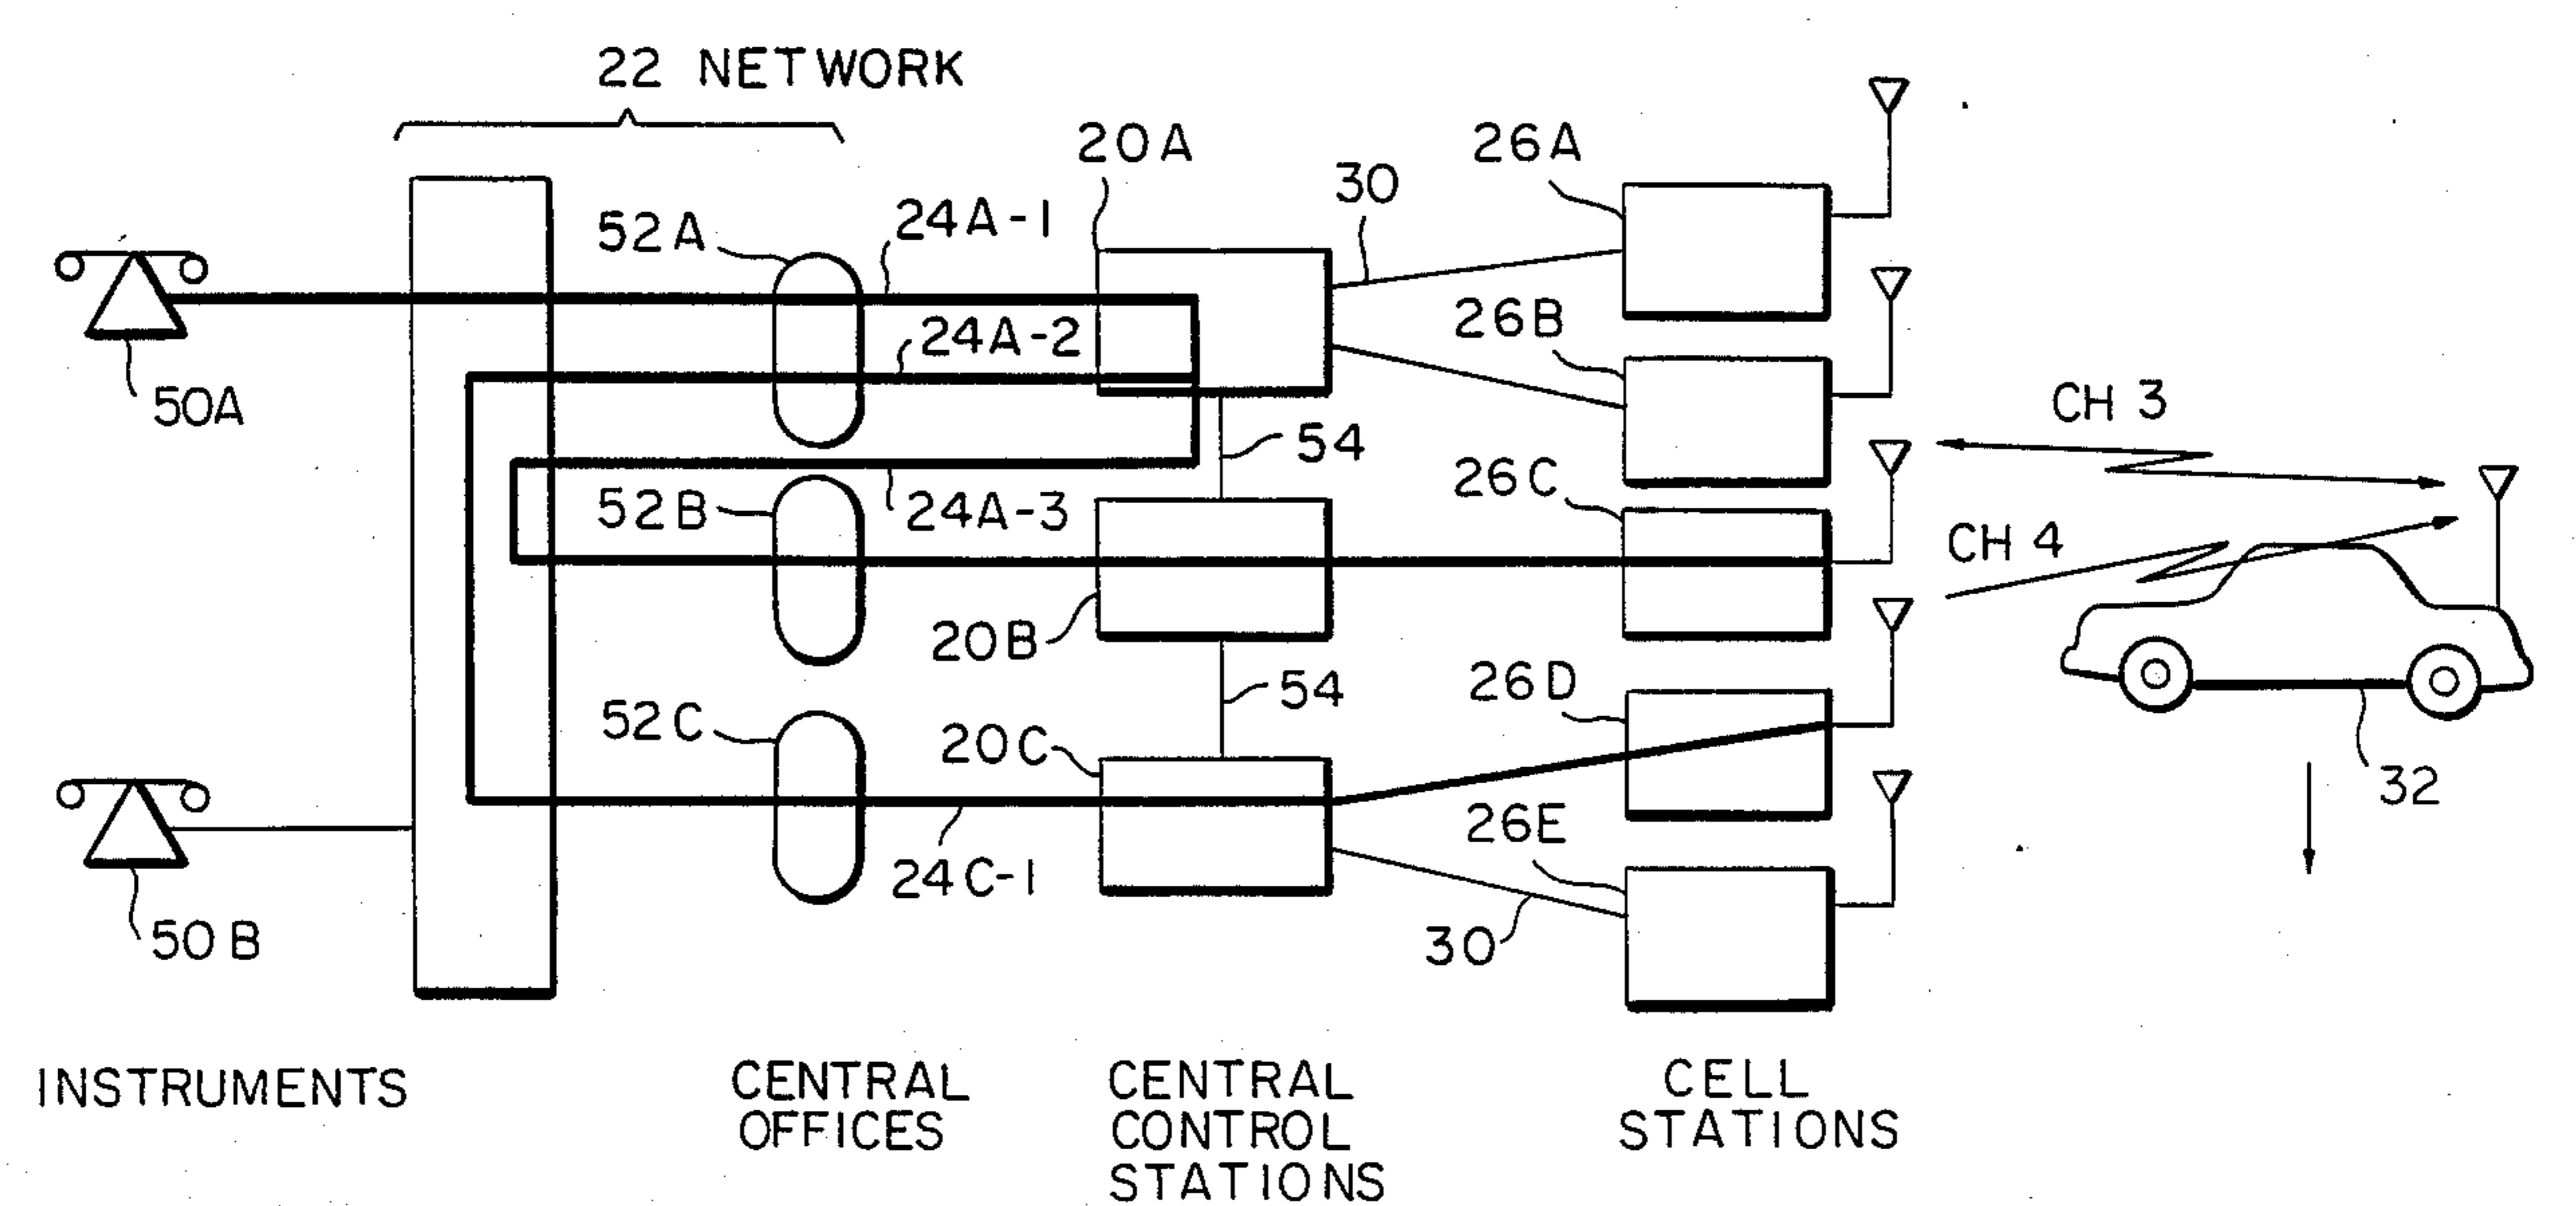 22 NETWORK
20A
26A
30
24A-1
52A
26B
24A-2
CH 3
50A
54
26C
52B
24A-3
CH 4
20B
26D
54
52C
20C
32
26E
24C-1
50B
30
INSTRUMENTS
CENTRAL
OFFICES
CENTRAL
CONTROL
STATIONS
CELL
STATIONS